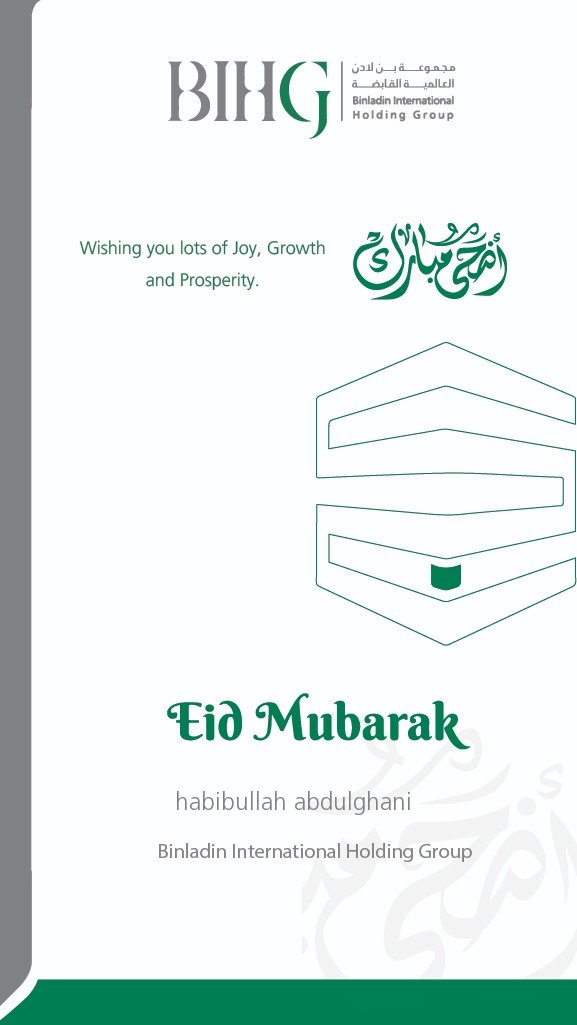 BIHG
مجموعة بن لادن
العالمية القابضة
Binladin International
Holding Group
Wishing you lots of Joy, Growth
and Prosperity.
أضحى مبارك
Eid Mubarak
habibullah abdulghani
Binladin International Holding Group
أضحى